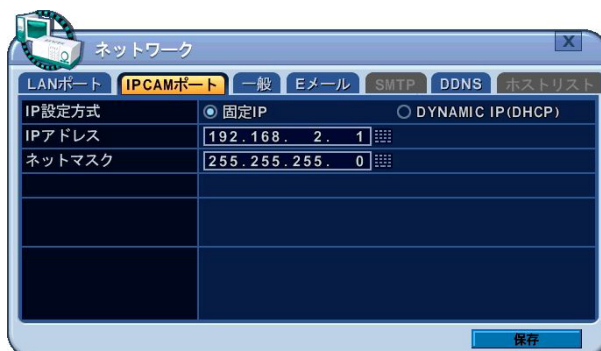 ネットワーク X
LANポート IPCAMポート 一般 Eメール SMTP DDNS ホストリスト
IP設定方式 固定IP DYNAMIC IP(DHCP)
IPアドレス 192.168. 2. 1
ネットマスク 255.255.255. 0
保存